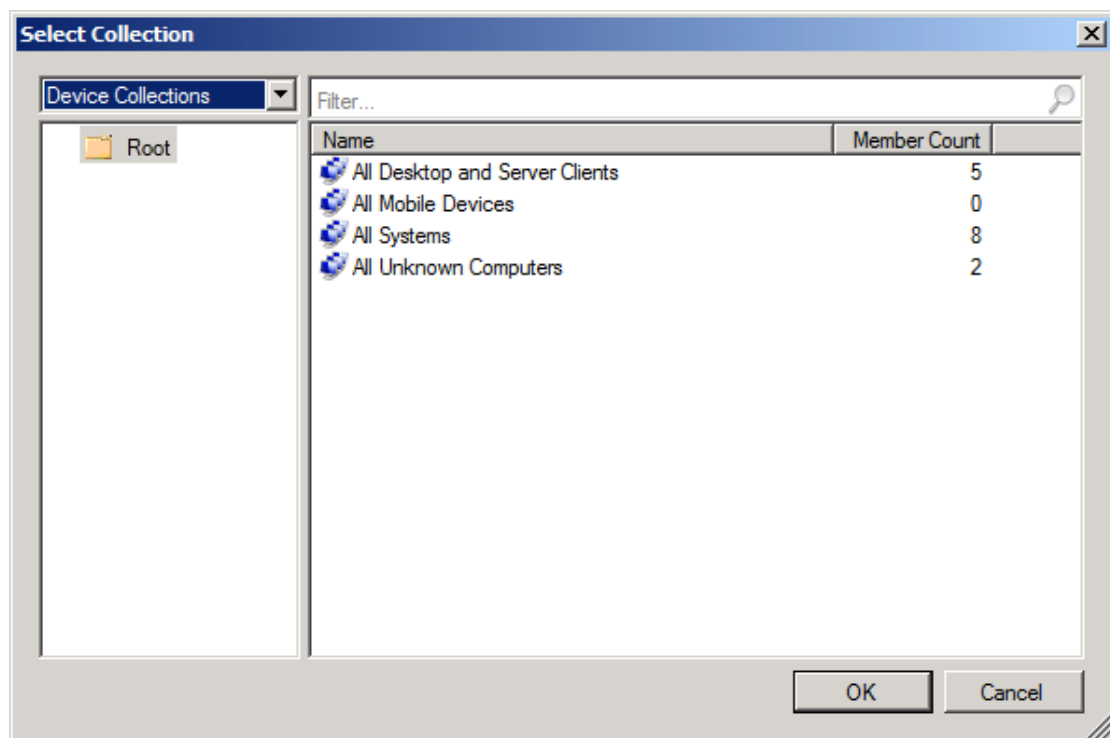 Select Collection
Device Collections
Filter...
Root
Name Member Count
All Desktop and Server Clients 5
All Mobile Devices 0
All Systems 8
All Unknown Computers 2
OK Cancel